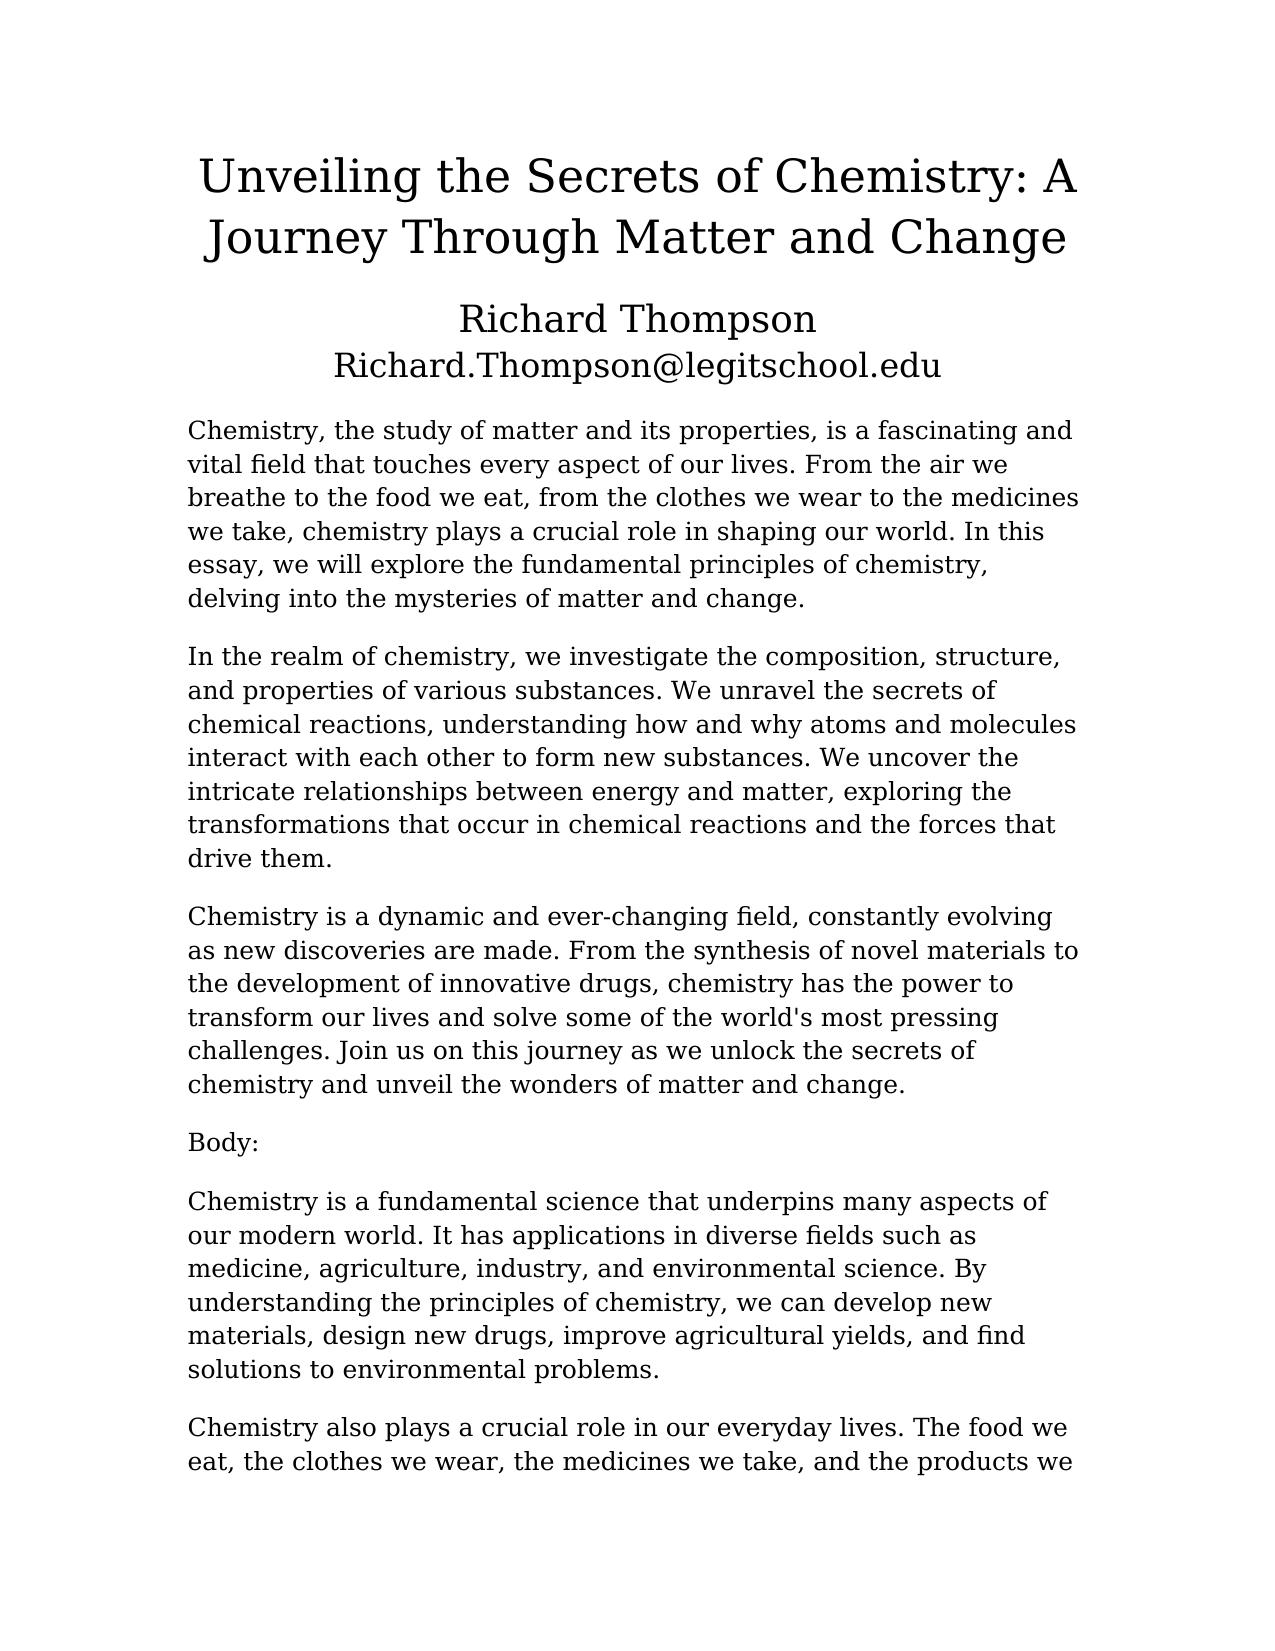 Unveiling the Secrets of Chemistry: A
Journey Through Matter and Change
Richard Thompson
Richard.Thompson@legitschool.edu
Chemistry, the study of matter and its properties, is a fascinating and
vital field that touches every aspect of our lives. From the air we
breathe to the food we eat, from the clothes we wear to the medicines
we take, chemistry plays a crucial role in shaping our world. In this
essay, we will explore the fundamental principles of chemistry,
delving into the mysteries of matter and change.
In the realm of chemistry, we investigate the composition, structure,
and properties of various substances. We unravel the secrets of
chemical reactions, understanding how and why atoms and molecules
interact with each other to form new substances. We uncover the
intricate relationships between energy and matter, exploring the
transformations that occur in chemical reactions and the forces that
drive them.
Chemistry is a dynamic and ever-changing field, constantly evolving
as new discoveries are made. From the synthesis of novel materials to
the development of innovative drugs, chemistry has the power to
transform our lives and solve some of the world's most pressing
challenges. Join us on this journey as we unlock the secrets of
chemistry and unveil the wonders of matter and change.
Body:
Chemistry is a fundamental science that underpins many aspects of
our modern world. It has applications in diverse fields such as
medicine, agriculture, industry, and environmental science. By
understanding the principles of chemistry, we can develop new
materials, design new drugs, improve agricultural yields, and find
solutions to environmental problems.
Chemistry also plays a crucial role in our everyday lives. The food we
eat, the clothes we wear, the medicines we take, and the products we